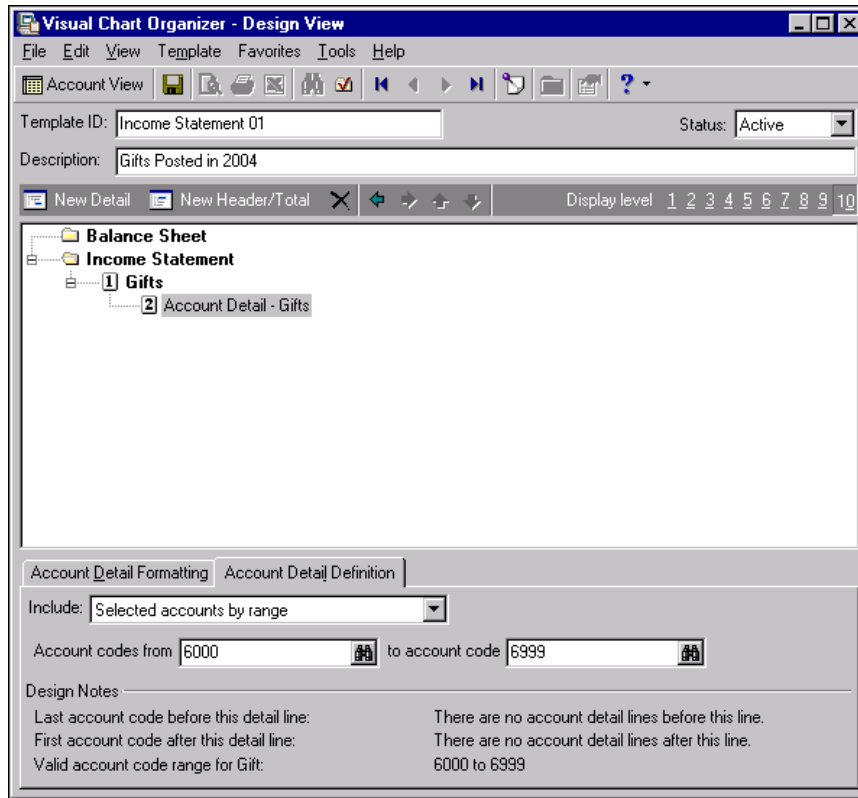 Visual Chart Organizer - Design View
File Edit View Template Favorites Tools Help
Account View ?
Template ID: Income Statement 01 Status: Active
Description: Gifts Posted in 2004
New Detail New Header/Total Display level 1 2 3 4 5 6 7 8 9 10
Balance Sheet
Income Statement
1 Gifts
2 Account Detail - Gifts
Account Detail Formatting Account Detail Definition
Include: Selected accounts by range
Account codes from 6000 to account code 6999
Design Notes
Last account code before this detail line: There are no account detail lines before this line.
First account code after this detail line: There are no account detail lines after this line.
Valid account code range for Gift: 6000 to 6999